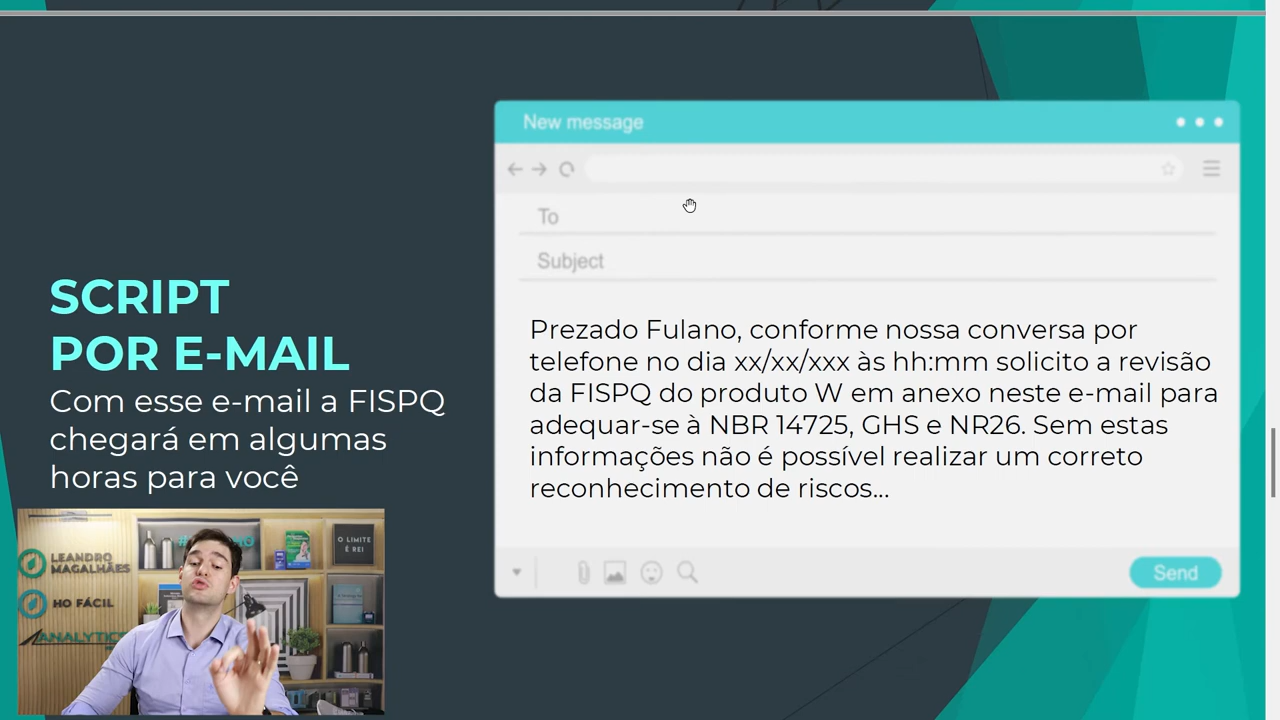 New message
To
Subject
SCRIPT
POR E-MAIL
Com esse e-mail a FISPQ
chegará em algumas
horas para você
Prezado Fulano, conforme nossa conversa por
telefone no dia xx/xx/xxx às hh:mm solicito a revisão
da FISPQ do produto W em anexo neste e-mail para
adequar-se à NBR 14725, GHS e NR26. Sem estas
informações não é possível realizar um correto
reconhecimento de riscos...
Send
O LIMITE
É REI
LEANDRO
MAGALHÃES
HO FÁCIL
ANALYTICS